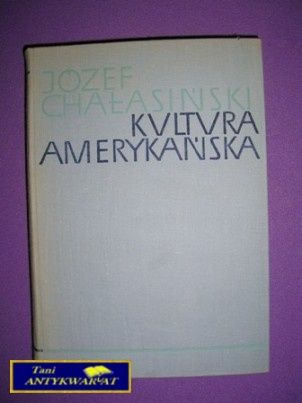 JÓZEF
CHAŁASIŃSKI
KVLTVRA
AMERYKAŃSKA
Tani
ANTYKWARIAT